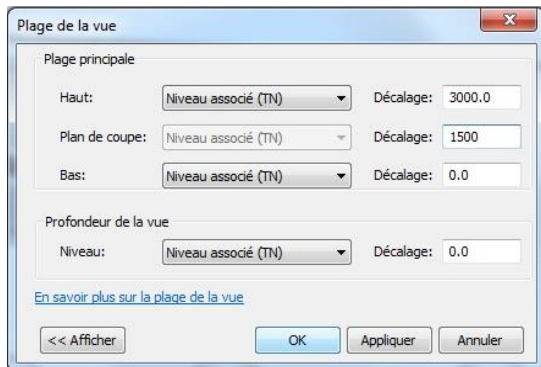 Plage de la vue
Plage principale
Haut: Niveau associé (TN) Décalage: 3000.0
Plan de coupe: Niveau associé (TN) Décalage: 1500
Bas: Niveau associé (TN) Décalage: 0.0
Profondeur de la vue
Niveau: Niveau associé (TN) Décalage: 0.0
En savoir plus sur la plage de la vue
<< Afficher OK Appliquer Annuler